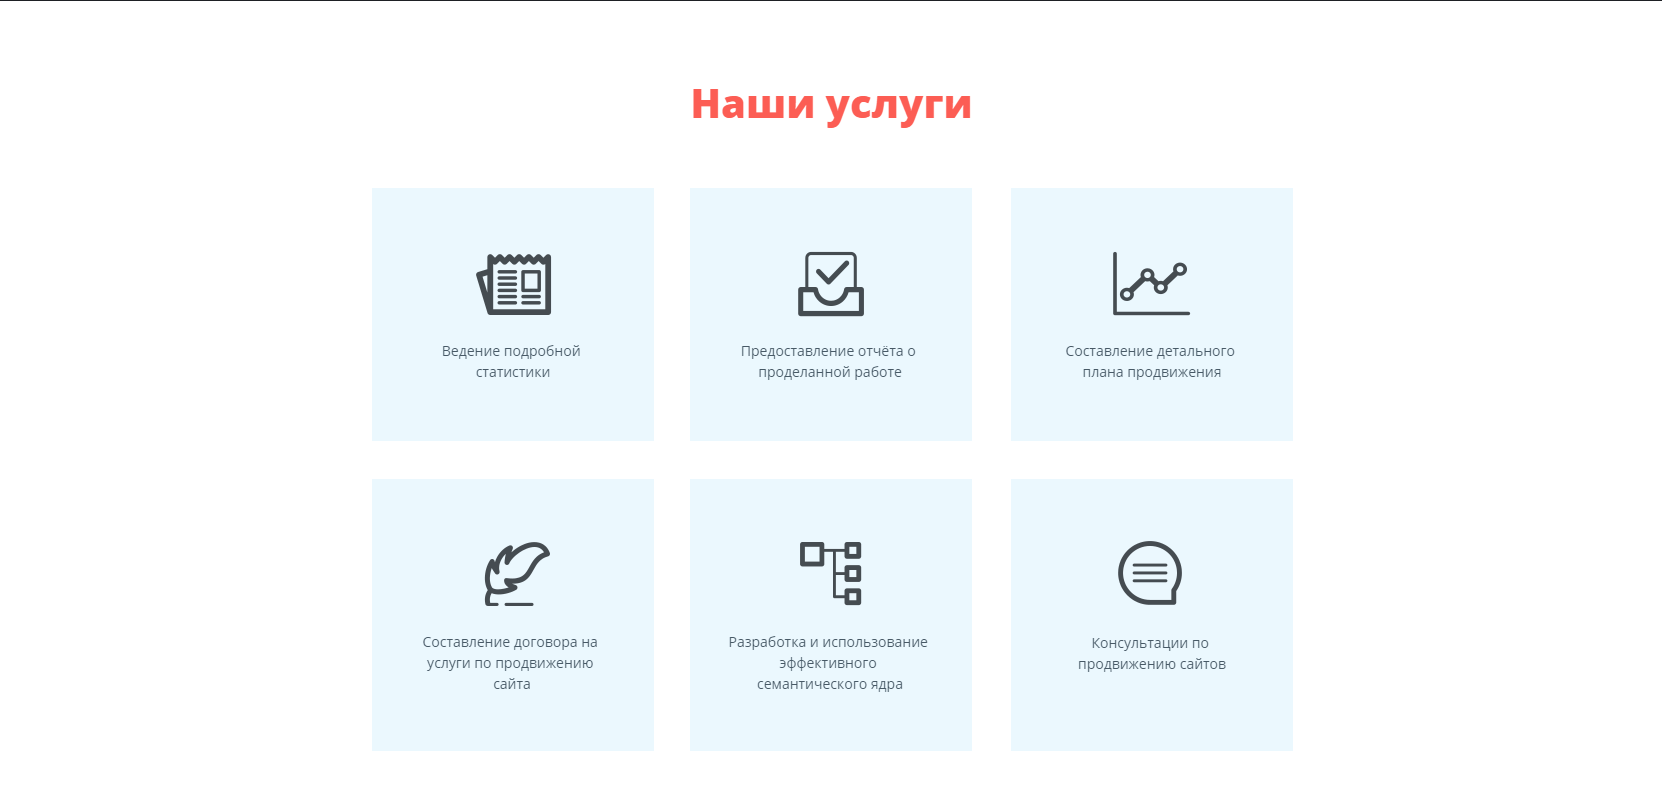 Наши услуги
Ведение подробной
статистики
Предоставление отчёта о
проделанной работе
Составление детального
плана продвижения
Составление договора на
услуги по продвижению
сайта
Разработка и использование
эффективного
семантического ядра
Консультации по
продвижению сайтов